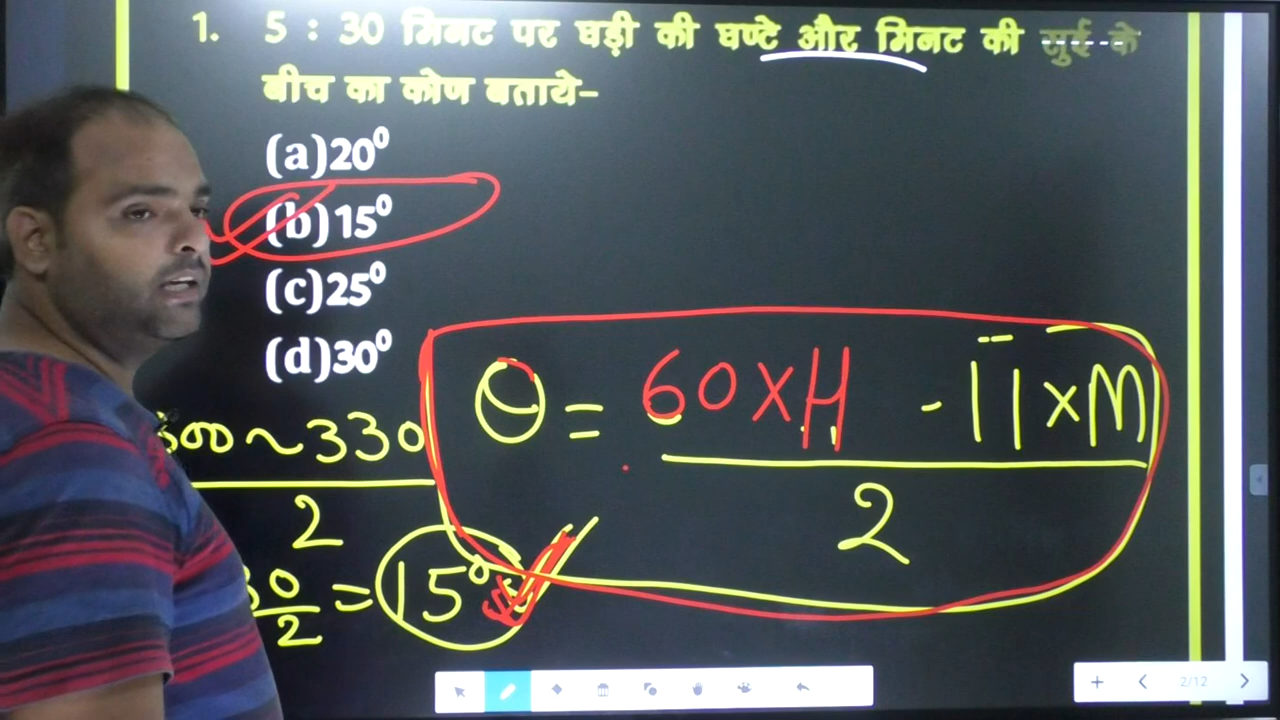 1. 5 : 30 मिनट पर घड़ी की घण्टे और मिनट की सुई के
बीच का कोण बताये-
(a)20⁰
(b)15⁰
(c)25⁰
(d)30⁰
θ = 60×H - 11×M
2
300~330
2
30/2 = 15°
2/12